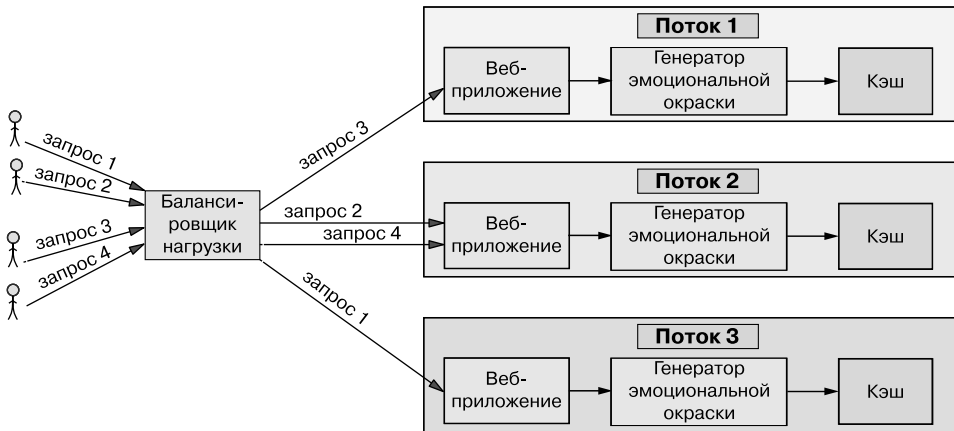 запрос 1
запрос 2
запрос 3
запрос 4
Баланси-
ровщик
нагрузки
запрос 3
запрос 2
запрос 4
запрос 1
Поток 1
Веб-
приложение
Генератор
эмоциональной
окраски
Кэш
Поток 2
Веб-
приложение
Генератор
эмоциональной
окраски
Кэш
Поток 3
Веб-
приложение
Генератор
эмоциональной
окраски
Кэш